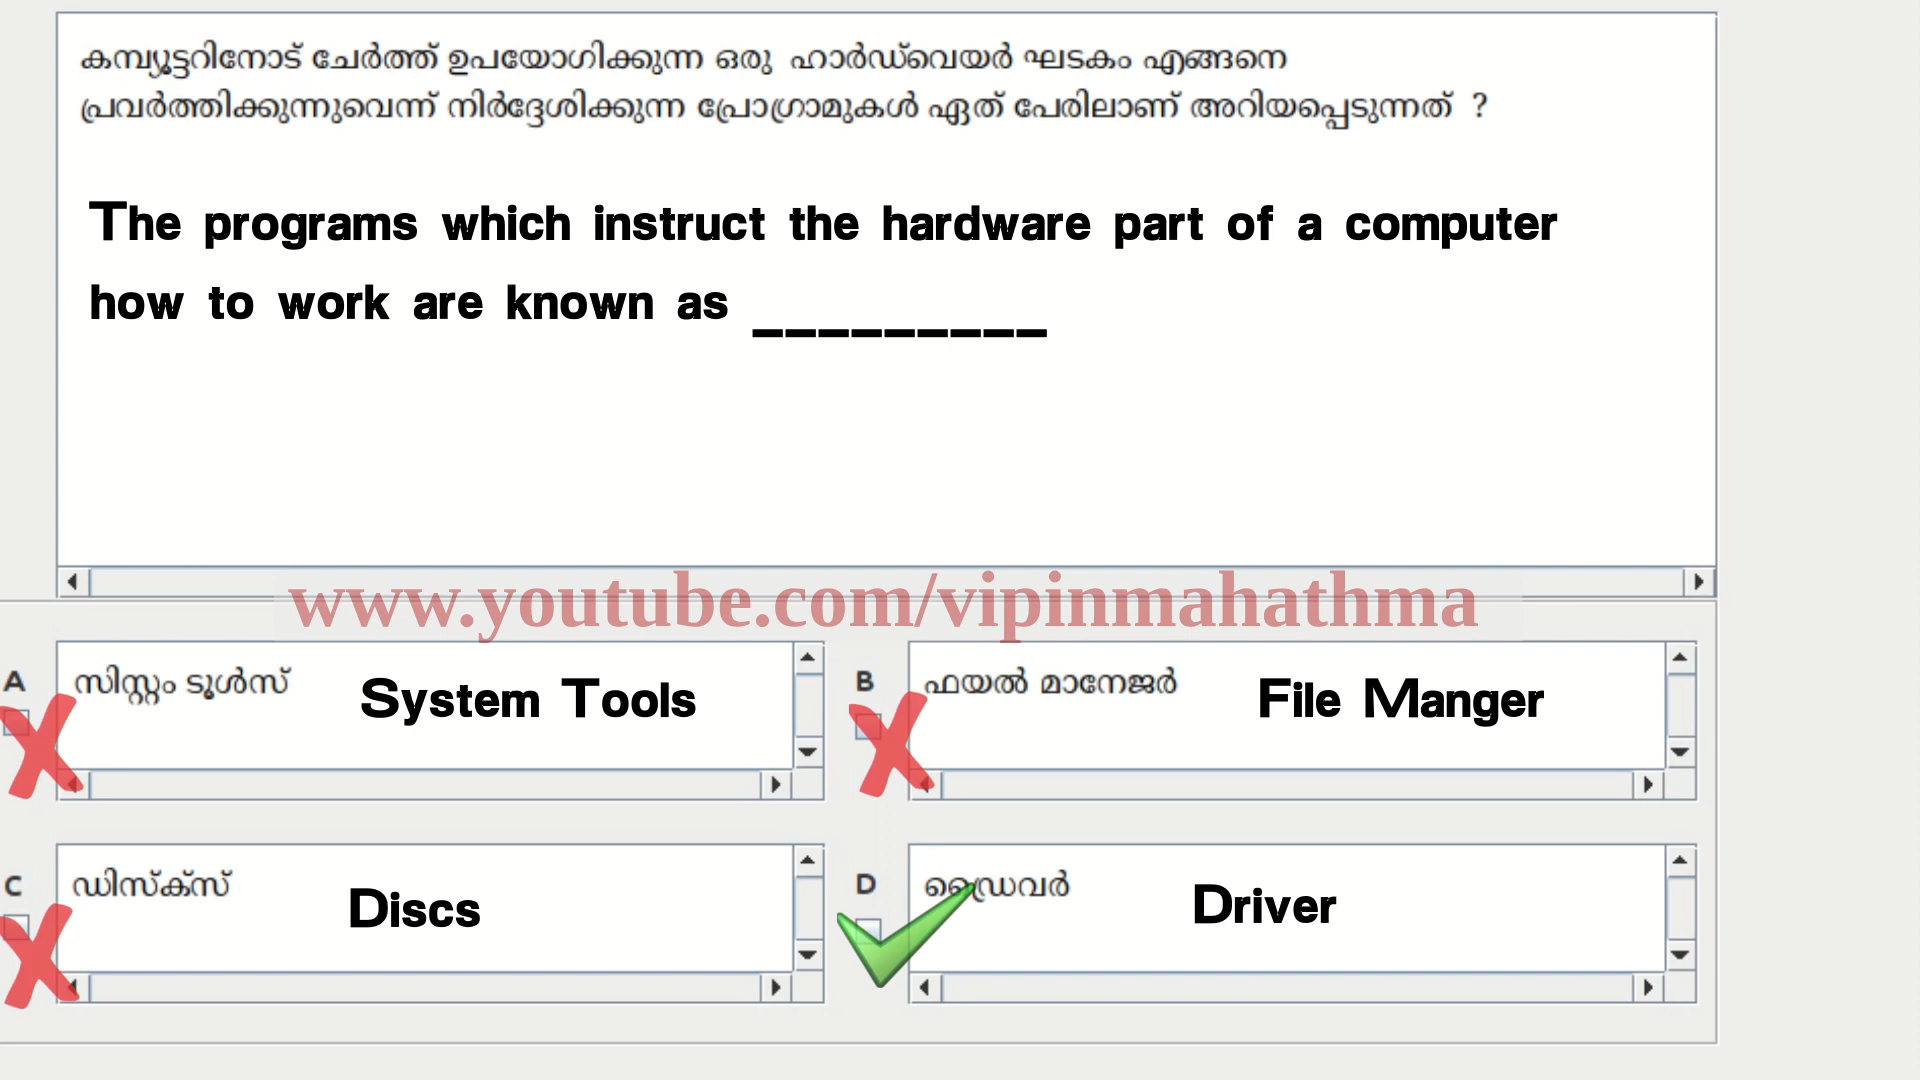 കമ്പ്യൂട്ടറിനോട് ചേർത്ത് ഉപയോഗിക്കുന്ന ഒരു ഹാർഡ്‌വെയർ ഘടകം എങ്ങനെ
പ്രവർത്തിക്കുന്നുവെന്ന് നിർദ്ദേശിക്കുന്ന പ്രോഗ്രാമുകൾ ഏത് പേരിലാണ് അറിയപ്പെടുന്നത് ?
The programs which instruct the hardware part of a computer
how to work are known as _________
www.youtube.com/vipinmahathma
A
സിസ്റ്റം ടൂൾസ് System Tools
B
ഫയൽ മാനേജർ File Manger
C
ഡിസ്ക്സ് Discs
D
ഡ്രൈവർ Driver